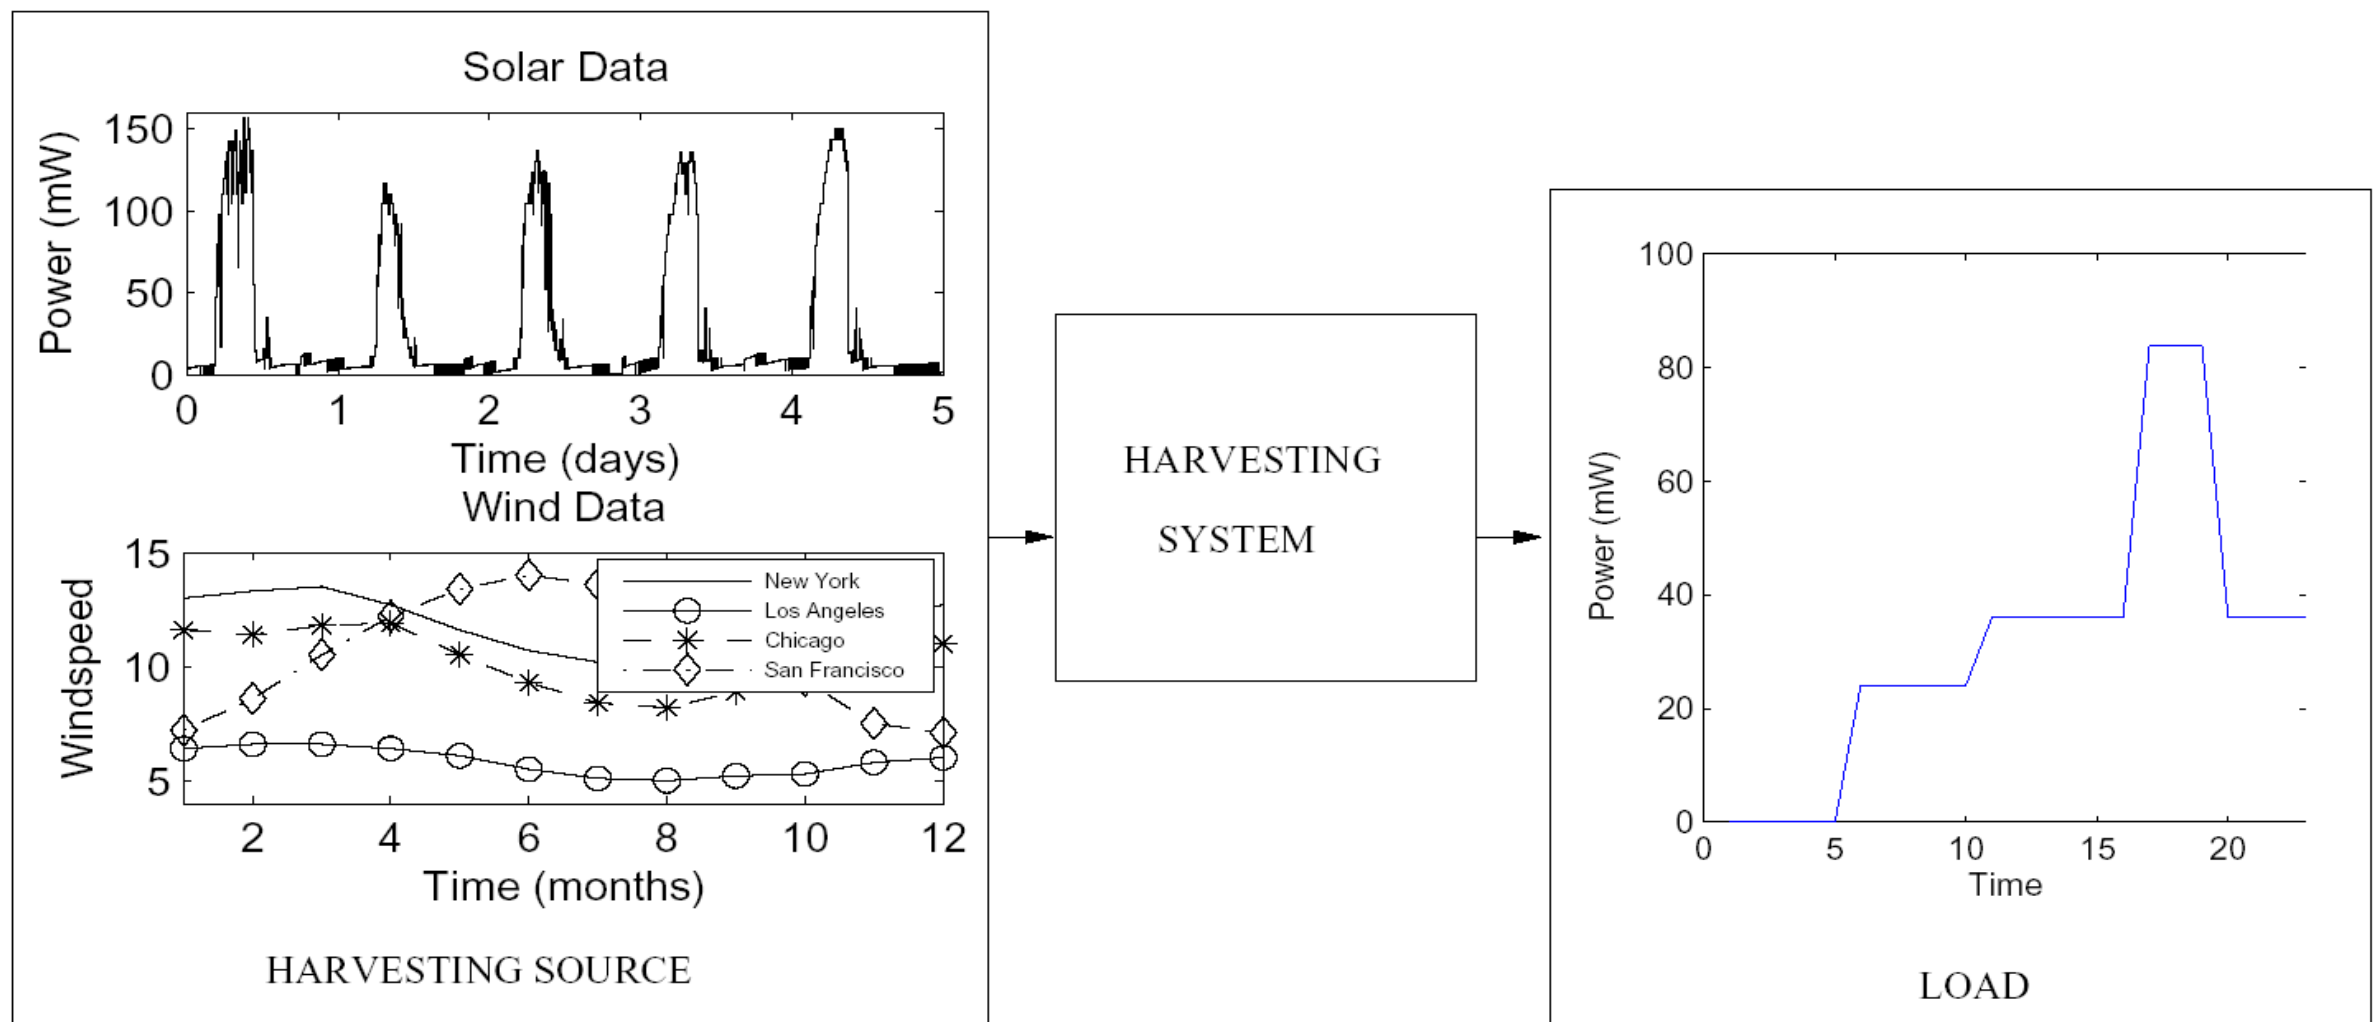 Solar Data
Power (mW)
150
100
50
0
0 1 2 3 4 5
Time (days)
Wind Data
Windspeed
15
10
5
New York
Los Angeles
Chicago
San Francisco
2 4 6 8 10 12
Time (months)
HARVESTING SOURCE
HARVESTING
SYSTEM
Power (mW)
100
80
60
40
20
0
0 5 10 15 20
Time
LOAD